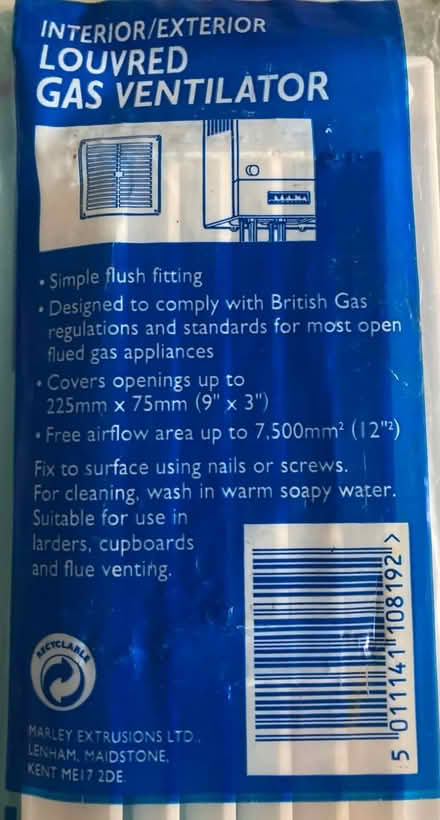 INTERIOR/EXTERIOR
LOUVRED
GAS VENTILATOR
• Simple flush fitting
• Designed to comply with British Gas
regulations and standards for most open
flued gas appliances
• Covers openings up to
225mm x 75mm (9" x 3")
• Free airflow area up to 7,500mm² (12"²)
Fix to surface using nails or screws.
For cleaning, wash in warm soapy water.
Suitable for use in
larders, cupboards
and flue venting.
RECYCLABLE
MARLEY EXTRUSIONS LTD.,
LENHAM, MAIDSTONE,
KENT ME17 2DE
5 011141 108192 >